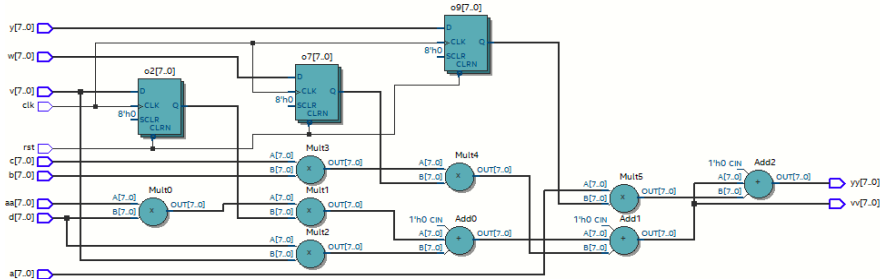 o9[7..0]
y[7..0] D
CLK Q
o7[7..0]
w[7..0] 8'h0 SCLR
CLRN
o2[7..0] D
v[7..0] D CLK Q
clk CLK Q 8'h0 SCLR
8'h0 SCLR CLRN
CLRN
rst
Mult3
c[7..0] A[7..0] OUT[7..0] Mult4
b[7..0] B[7..0] x A[7..0] OUT[7..0] 1'h0 CIN Add2
B[7..0] x Mult5 A[7..0] OUT[7..0] yy[7..0]
Mult0 Mult1 A[7..0] OUT[7..0] B[7..0] +
aa[7..0] A[7..0] OUT[7..0] A[7..0] OUT[7..0] B[7..0] x vv[7..0]
d[7..0] B[7..0] x B[7..0] x 1'h0 CIN Add0 1'h0 CIN Add1
Mult2 A[7..0] OUT[7..0] A[7..0] OUT[7..0]
A[7..0] OUT[7..0] B[7..0] + B[7..0] +
B[7..0] x
a[7..0]